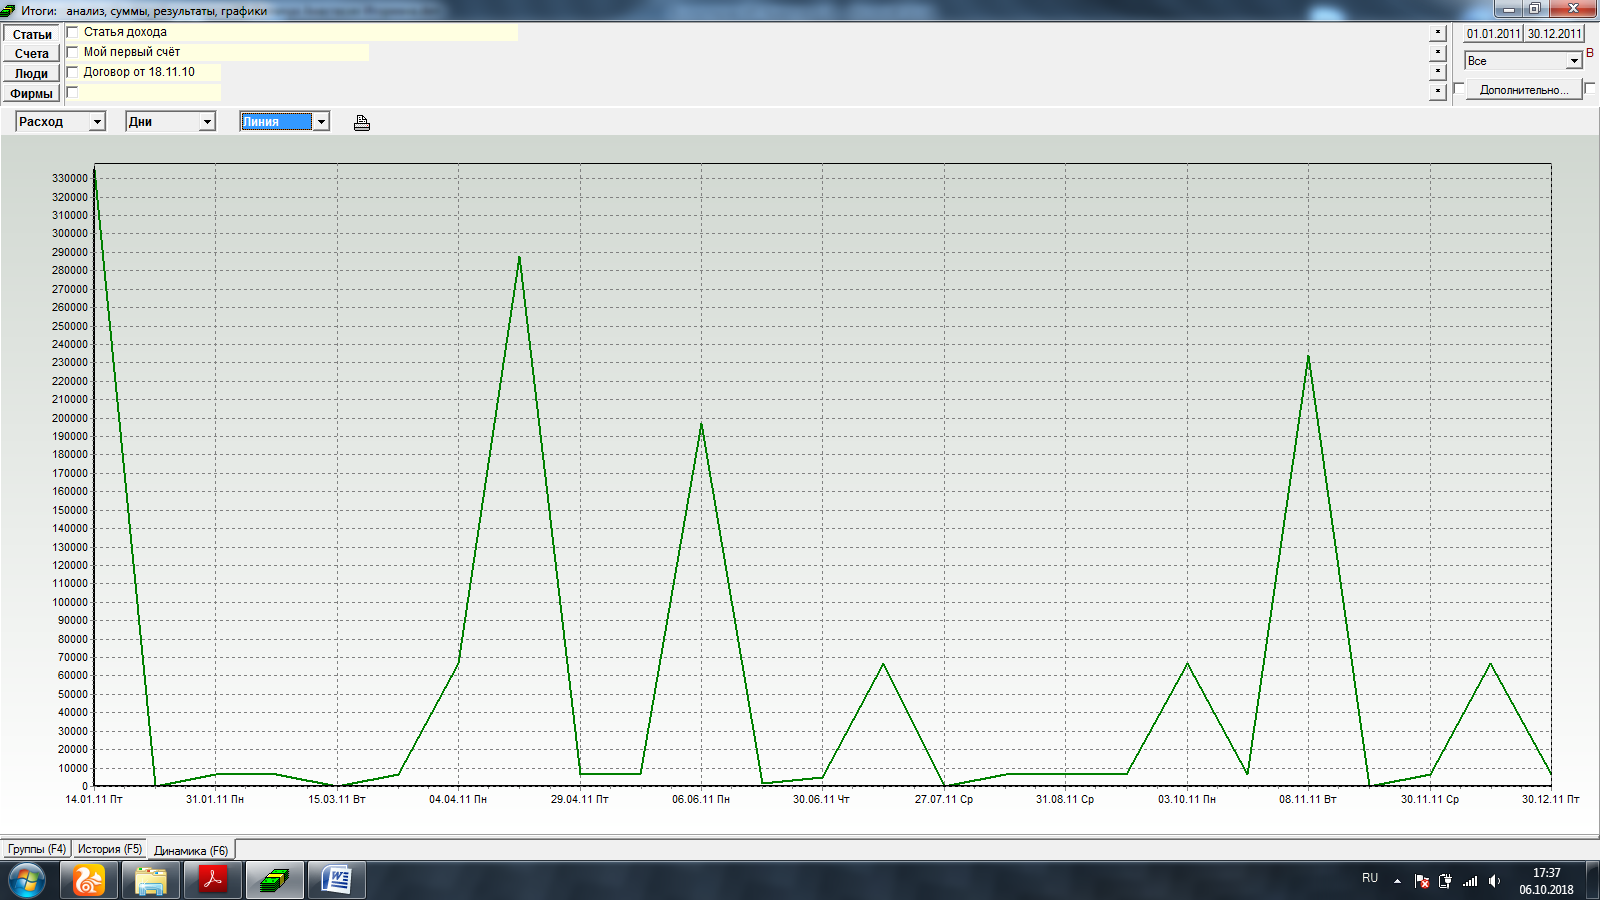 Итоги: анализ, суммы, результаты, графики
Статьи
Статья дохода
01.01.2011 30.12.2011
Счета
Мой первый счёт
Все
В
Люди
Договор от 18.11.10
Фирмы
Дополнительно...
Расход Дни Линия
330000
320000
310000
300000
290000
280000
270000
260000
250000
240000
230000
220000
210000
200000
190000
180000
170000
160000
150000
140000
130000
120000
110000
100000
90000
80000
70000
60000
50000
40000
30000
20000
10000
0
14.01.11 Пт 31.01.11 Пн 15.03.11 Вт 04.04.11 Пн 29.04.11 Пт 06.06.11 Пн 30.06.11 Чт 27.07.11 Ср 31.08.11 Ср 03.10.11 Пн 08.11.11 Вт 30.11.11 Ср 30.12.11 Пт
Группы (F4) История (F5) Динамика (F6)
RU
17:37
06.10.2018